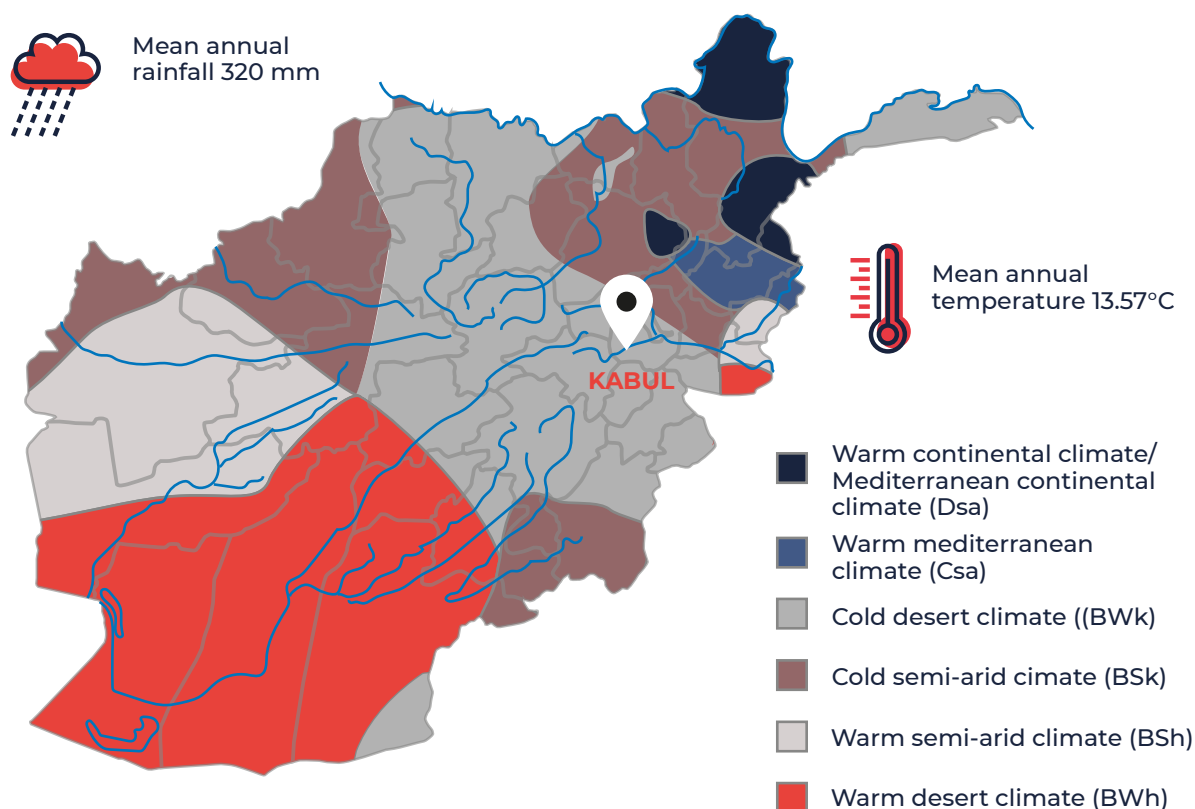 Mean annual
rainfall 320 mm
Mean annual
temperature 13.57°C
KABUL
Warm continental climate/
Mediterranean continental
climate (Dsa)
Warm mediterranean
climate (Csa)
Cold desert climate ((BWk)
Cold semi-arid cimate (BSk)
Warm semi-arid climate (BSh)
Warm desert climate (BWh)